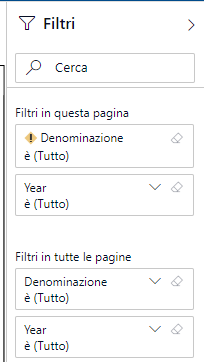 Filtri
Cerca
Filtri in questa pagina
Denominazione
è (Tutto)
Year
è (Tutto)
Filtri in tutte le pagine
Denominazione
è (Tutto)
Year
è (Tutto)